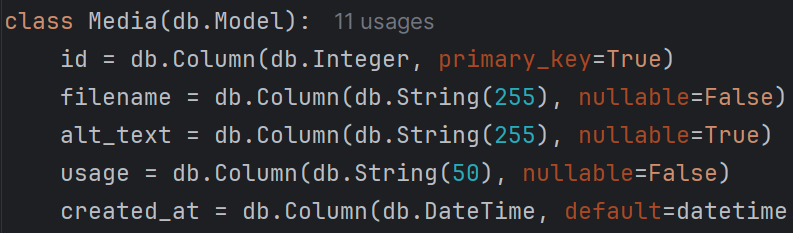 class Media(db.Model): 11 usages
    id = db.Column(db.Integer, primary_key=True)
    filename = db.Column(db.String(255), nullable=False)
    alt_text = db.Column(db.String(255), nullable=True)
    usage = db.Column(db.String(50), nullable=False)
    created_at = db.Column(db.DateTime, default=datetime